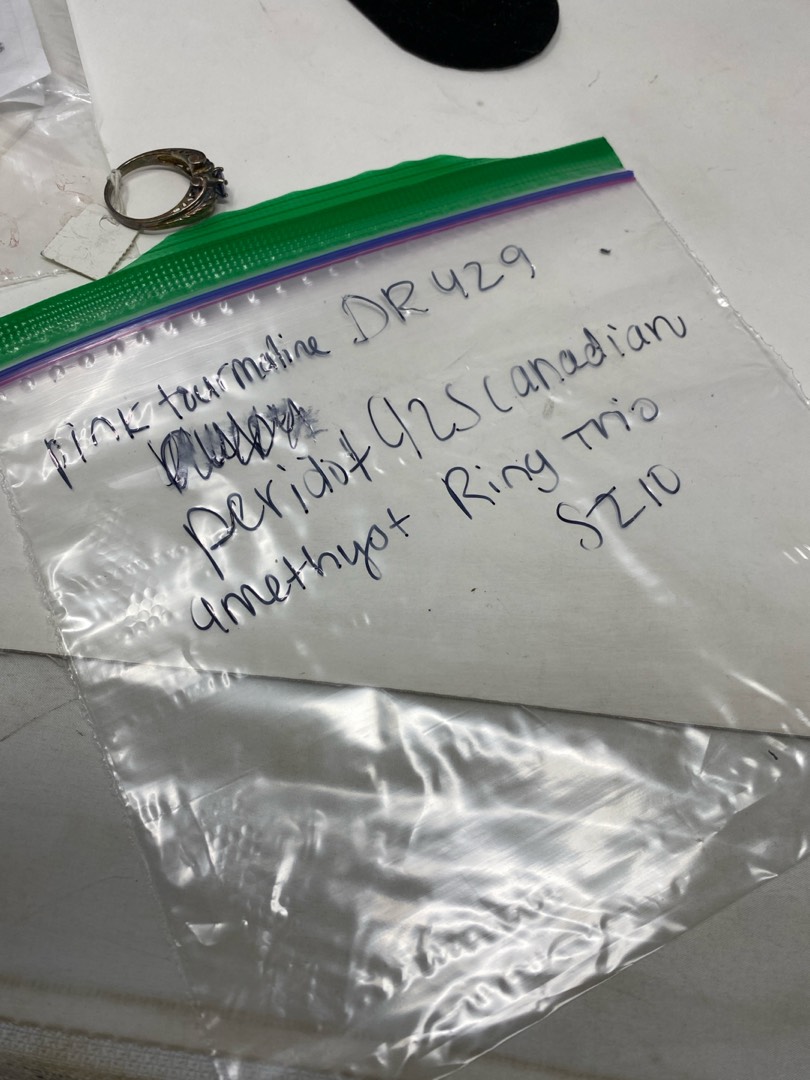 DR429
pink tourmaline
peridot 925 Canadian
amethyst Ring Trio
SZ10